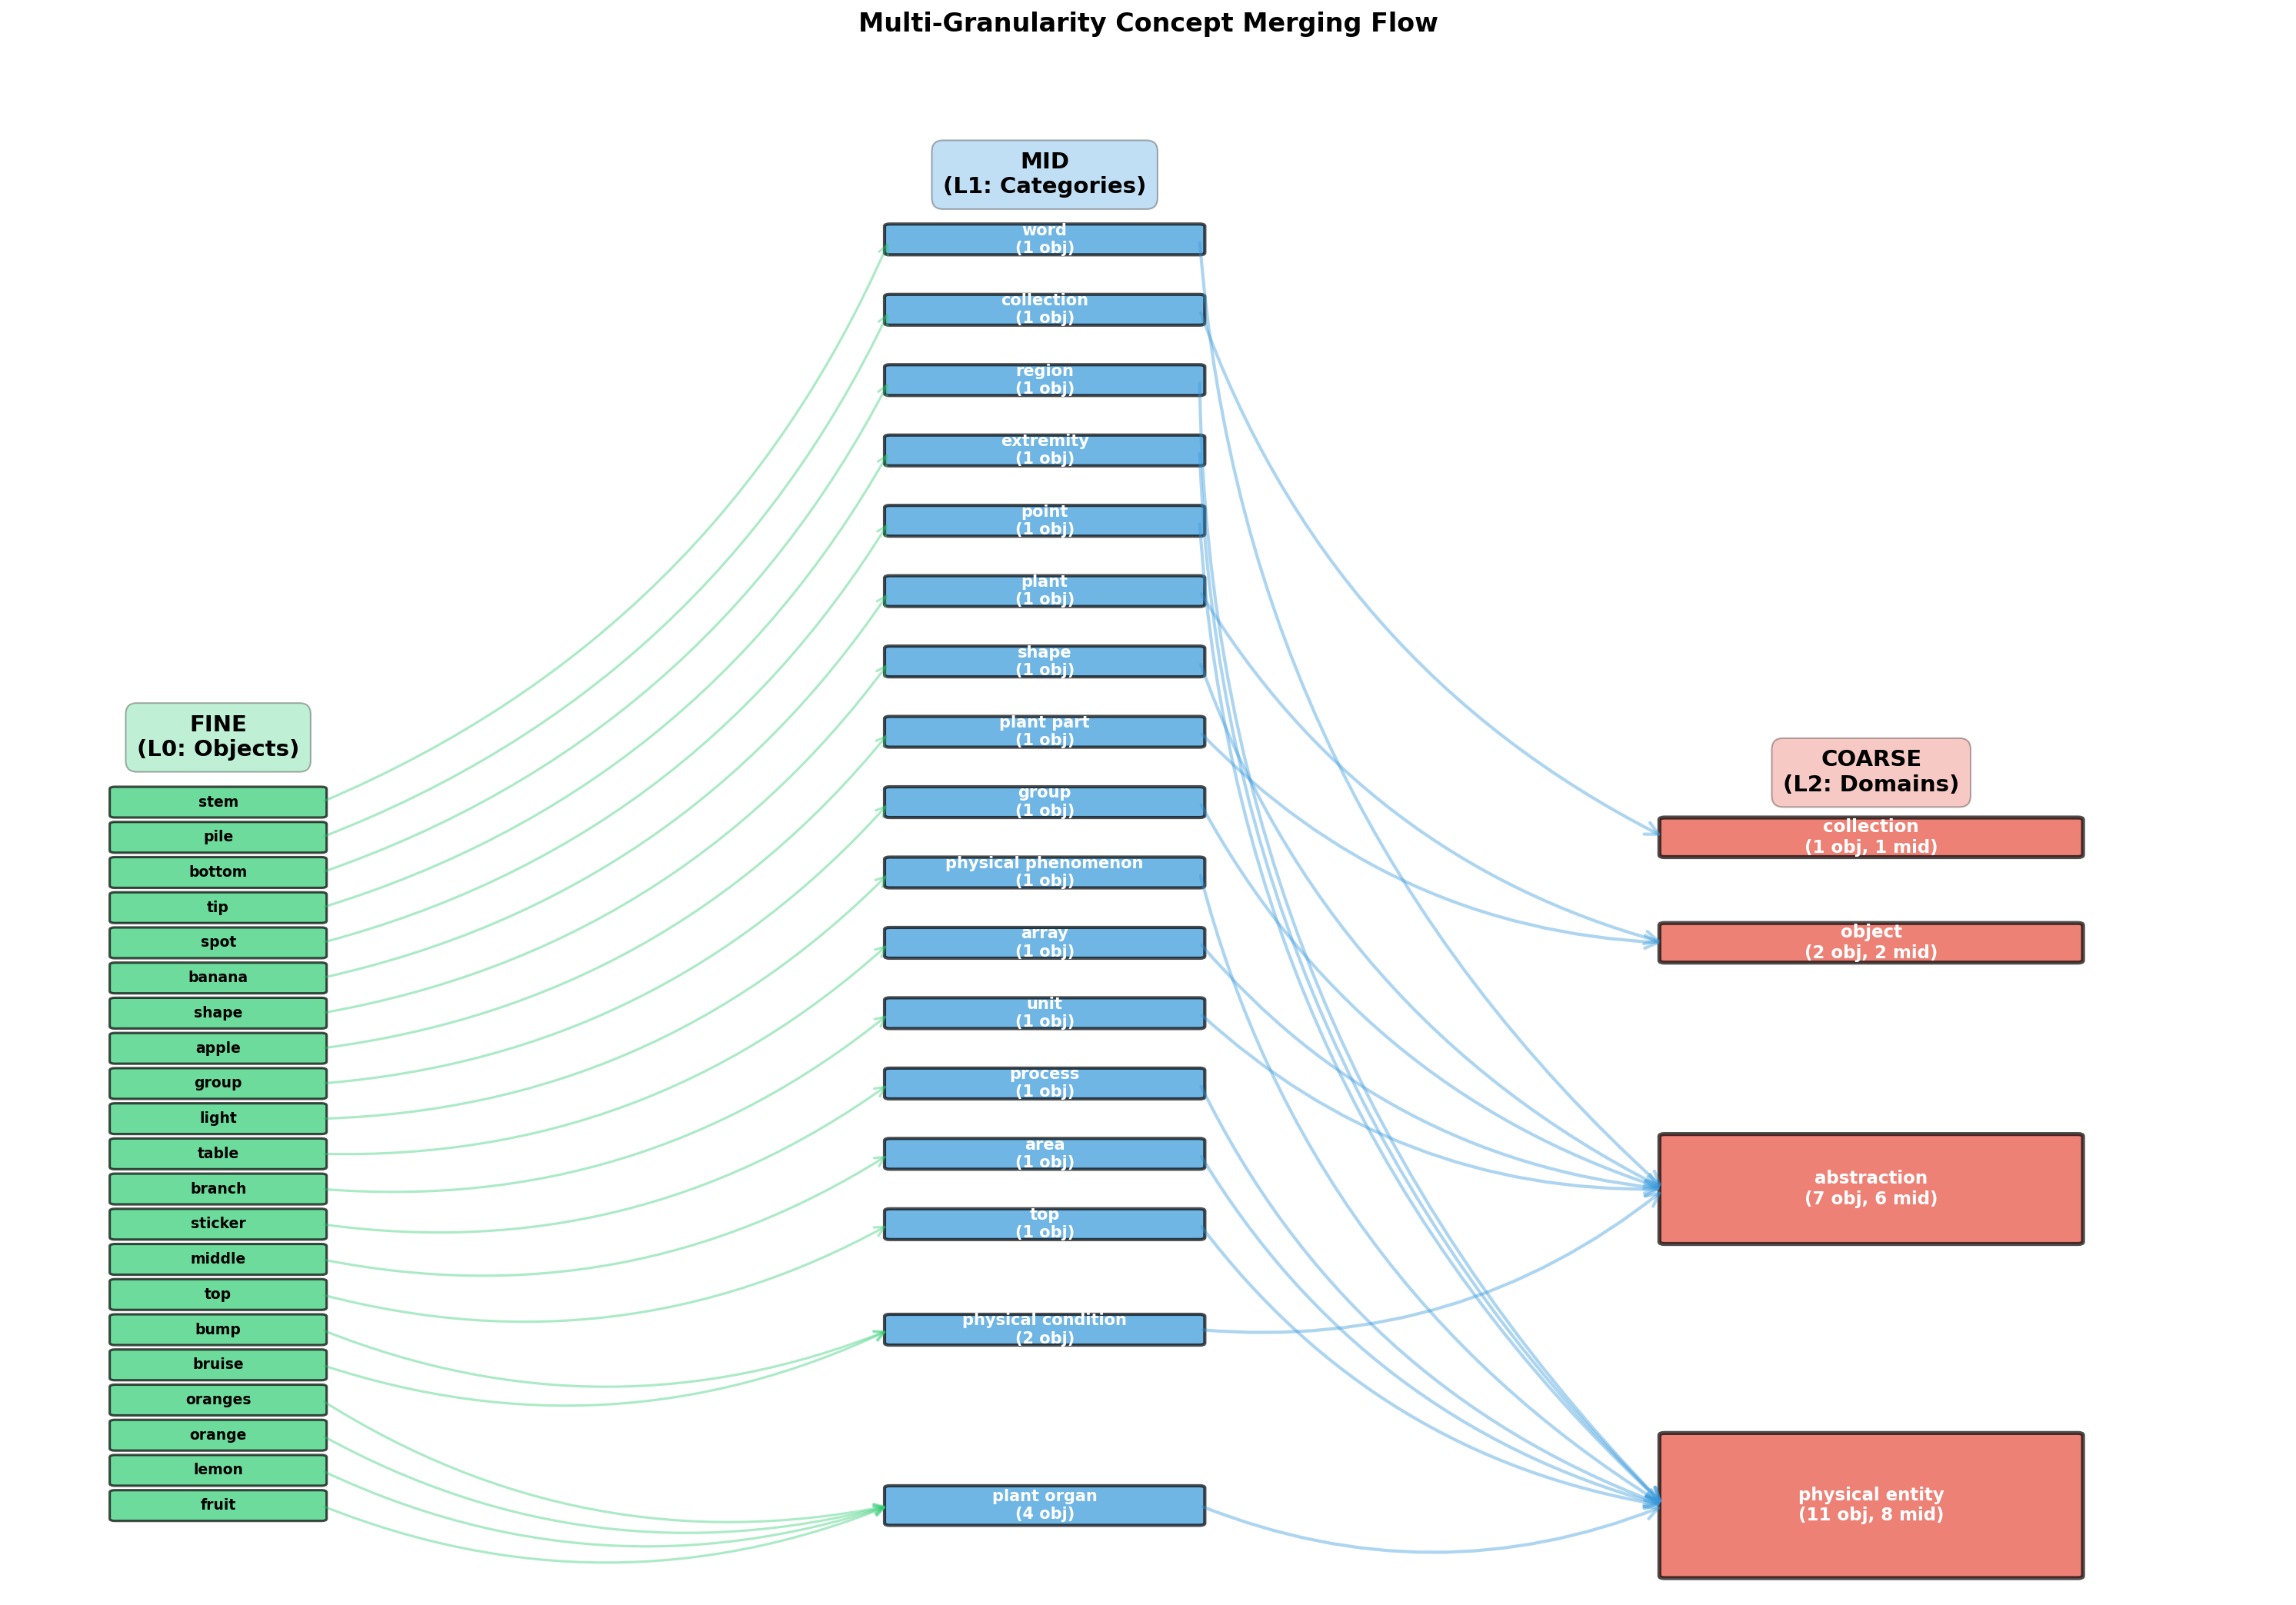 Multi-Granularity Concept Merging Flow
FINE
(L0: Objects)
stem
pile
bottom
tip
spot
banana
shape
apple
group
light
table
branch
sticker
middle
top
bump
bruise
oranges
orange
lemon
fruit
MID
(L1: Categories)
word
(1 obj)
collection
(1 obj)
region
(1 obj)
extremity
(1 obj)
point
(1 obj)
plant
(1 obj)
shape
(1 obj)
plant part
(1 obj)
group
(1 obj)
physical phenomenon
(1 obj)
array
(1 obj)
unit
(1 obj)
process
(1 obj)
area
(1 obj)
top
(1 obj)
physical condition
(2 obj)
plant organ
(4 obj)
COARSE
(L2: Domains)
collection
(1 obj, 1 mid)
object
(2 obj, 2 mid)
abstraction
(7 obj, 6 mid)
physical entity
(11 obj, 8 mid)